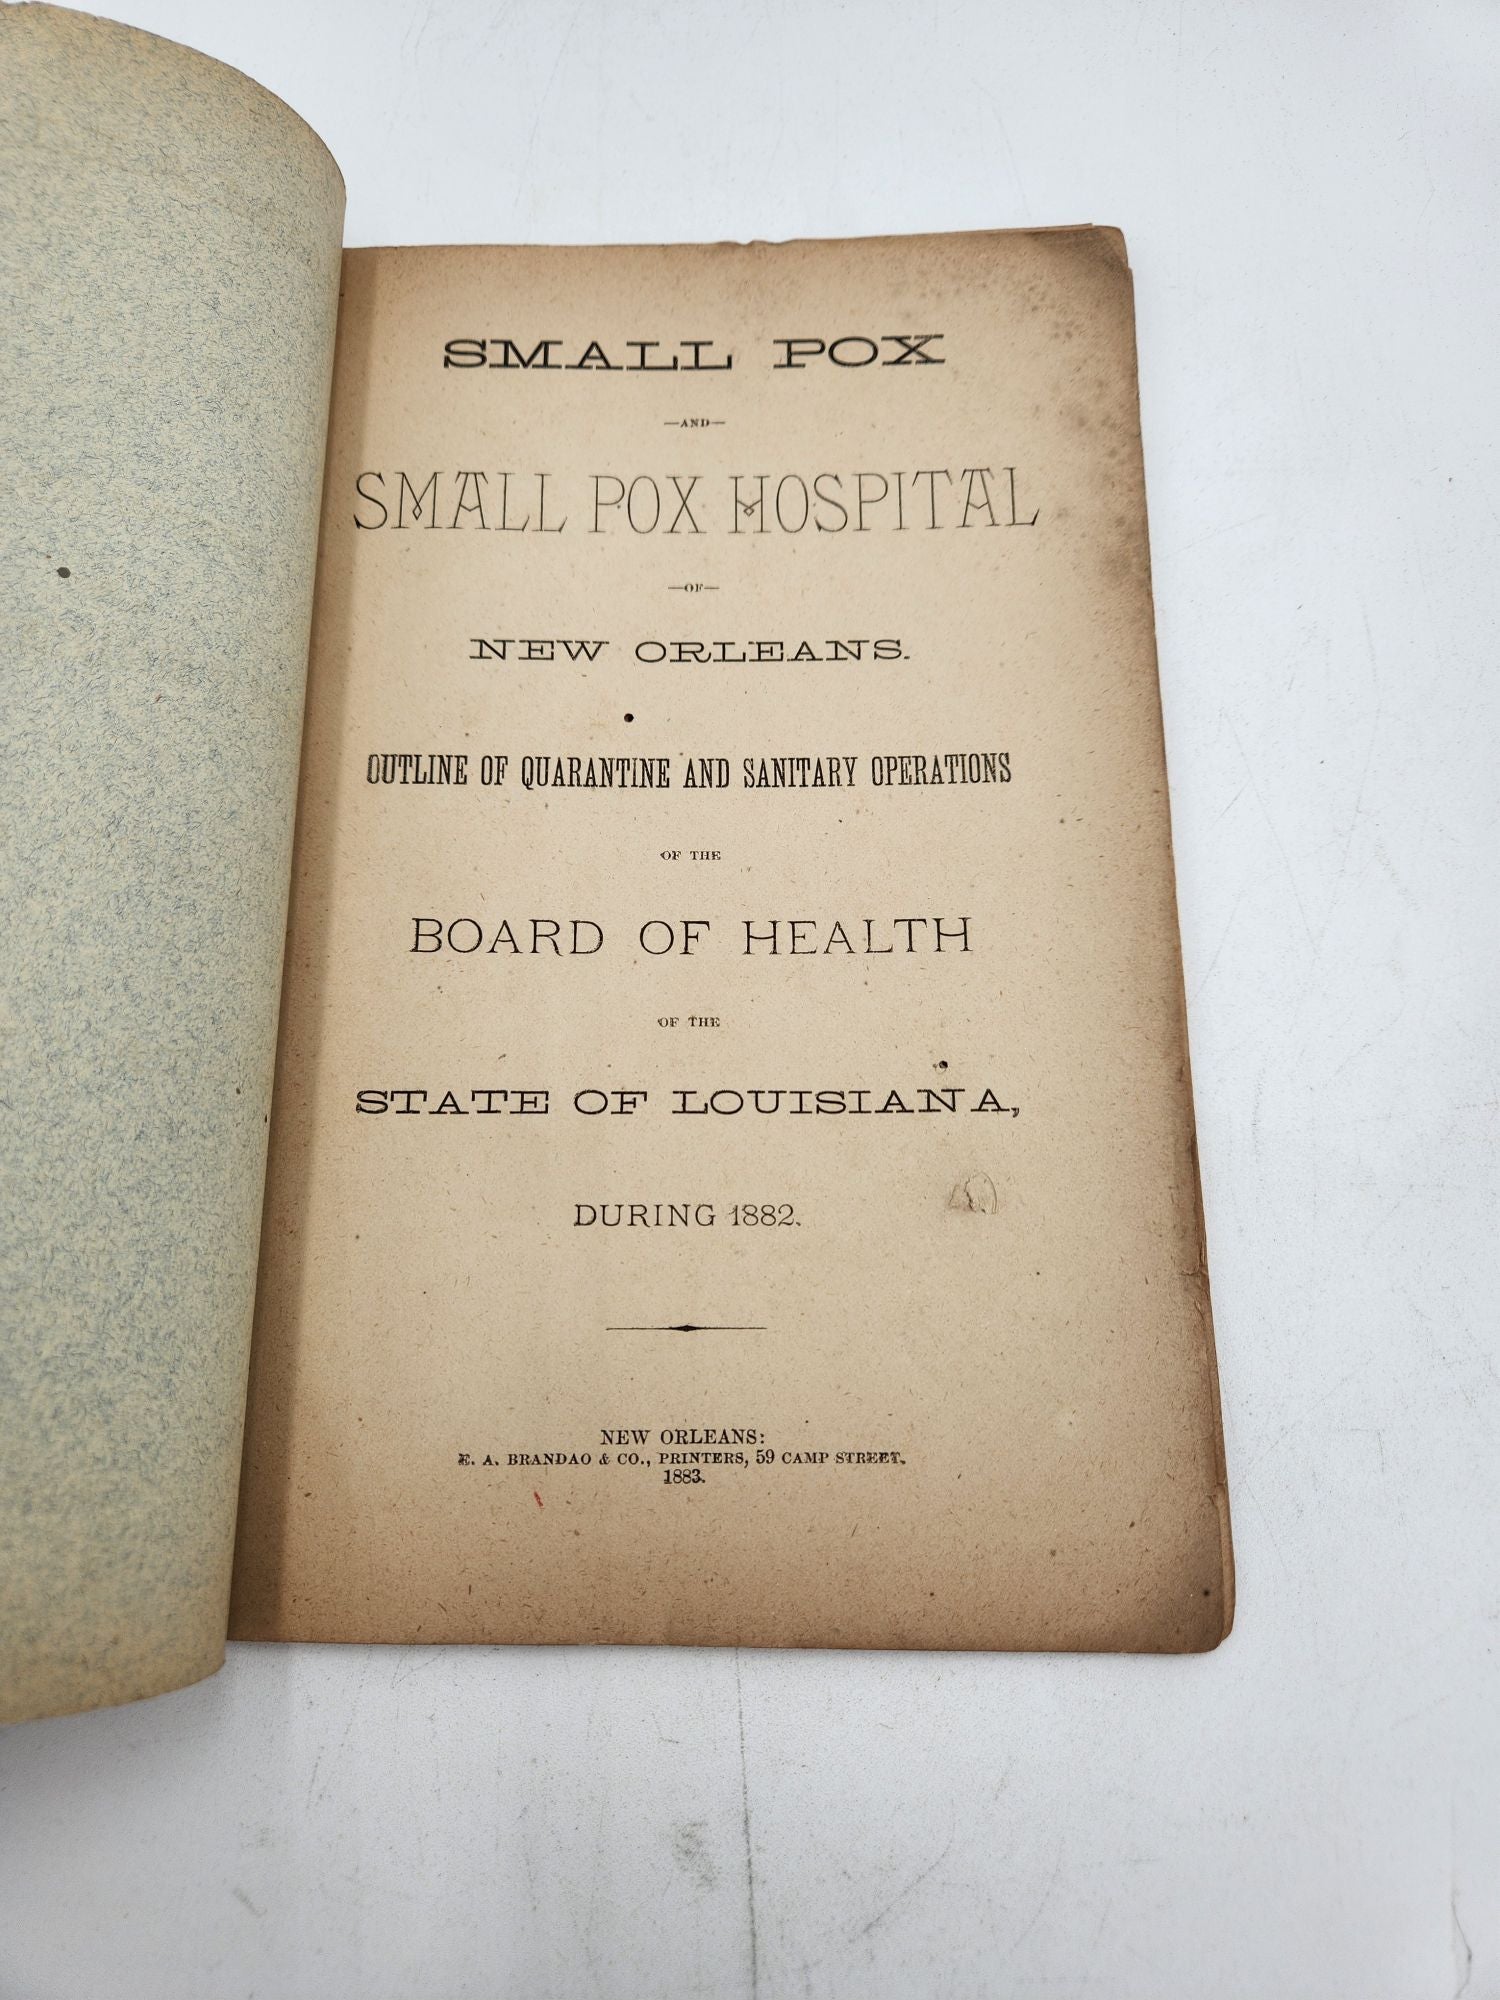 SMALL POX
—AND—
SMALL POX HOSPITAL
—OF—
NEW ORLEANS.
OUTLINE OF QUARANTINE AND SANITARY OPERATIONS
OF THE
BOARD OF HEALTH
OF THE
STATE OF LOUISIANA,
DURING 1882.
NEW ORLEANS:
E. A. BRANDAO & CO., PRINTERS, 59 CAMP STREET.
1883.